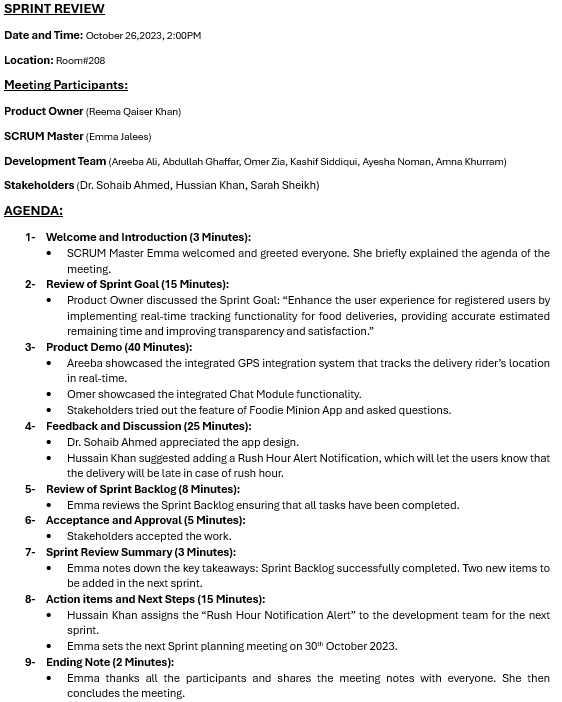 SPRINT REVIEW
Date and Time: October 26,2023, 2:00PM
Location: Room#208
Meeting Participants:
Product Owner (Reema Qaiser Khan)
SCRUM Master (Emma Jalees)
Development Team (Areeba Ali, Abdullah Ghaffar, Omer Zia, Kashif Siddiqui, Ayesha Noman, Amna Khurram)
Stakeholders (Dr. Sohaib Ahmed, Hussian Khan, Sarah Sheikh)
AGENDA:
1- Welcome and Introduction (3 Minutes):
• SCRUM Master Emma welcomed and greeted everyone. She briefly explained the agenda of the
meeting.
2- Review of Sprint Goal (15 Minutes):
• Product Owner discussed the Sprint Goal: “Enhance the user experience for registered users by
implementing real-time tracking functionality for food deliveries, providing accurate estimated
remaining time and improving transparency and satisfaction.”
3- Product Demo (40 Minutes):
• Areeba showcased the integrated GPS integration system that tracks the delivery rider’s location
in real-time.
• Omer showcased the integrated Chat Module functionality.
• Stakeholders tried out the feature of Foodie Minion App and asked questions.
4- Feedback and Discussion (25 Minutes):
• Dr. Sohaib Ahmed appreciated the app design.
• Hussain Khan suggested adding a Rush Hour Alert Notification, which will let the users know that
the delivery will be late in case of rush hour.
5- Review of Sprint Backlog (8 Minutes):
• Emma reviews the Sprint Backlog ensuring that all tasks have been completed.
6- Acceptance and Approval (5 Minutes):
• Stakeholders accepted the work.
7- Sprint Review Summary (3 Minutes):
• Emma notes down the key takeaways: Sprint Backlog successfully completed. Two new items to
be added in the next sprint.
8- Action items and Next Steps (15 Minutes):
• Hussain Khan assigns the “Rush Hour Notification Alert” to the development team for the next
sprint.
• Emma sets the next Sprint planning meeting on 30th October 2023.
9- Ending Note (2 Minutes):
• Emma thanks all the participants and shares the meeting notes with everyone. She then
concludes the meeting.